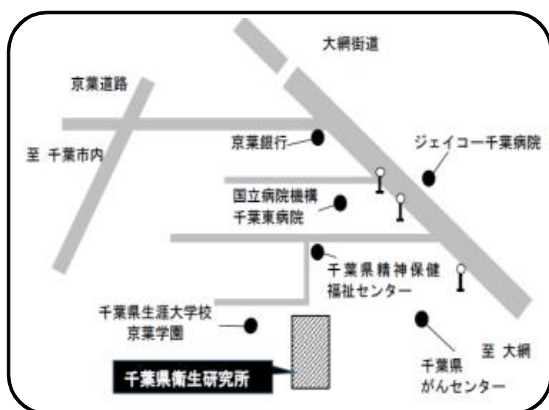 大網街道
京葉道路
京葉銀行
ジェイコー千葉病院
至 千葉市内
国立病院機構
千葉東病院
千葉県精神保健
福祉センター
千葉県生涯大学校
京葉学園
至 大網
千葉県
がんセンター
千葉県衛生研究所